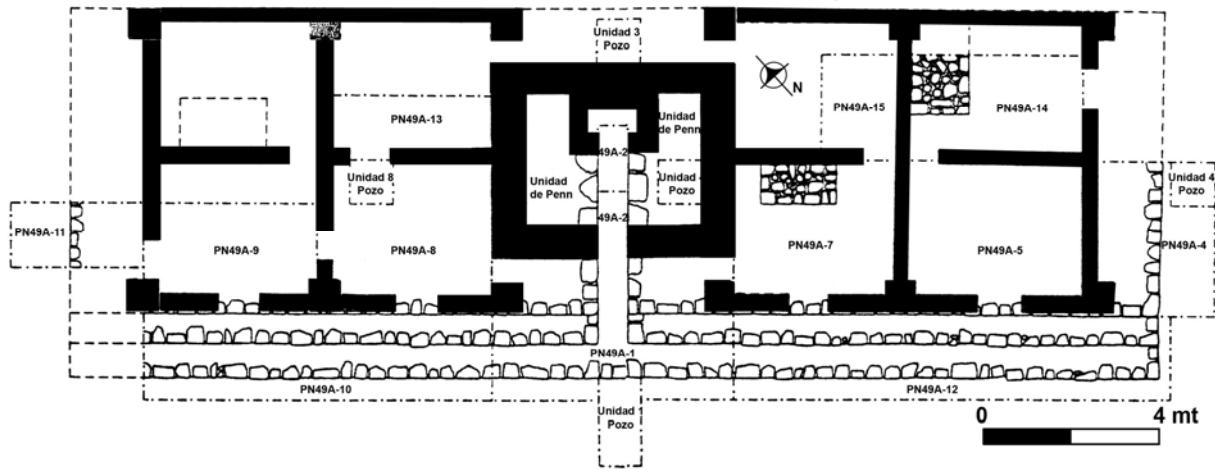 Unidad 3
Pozo
N
PN49A-15
PN49A-14
PN49A-13
Unidad
de Penn
49A-2
Unidad 8
Pozo
Unidad
de Penn
Unidad
Pozo
Unidad 4
Pozo
49A-2
PN49A-11
PN49A-9
PN49A-8
PN49A-7
PN49A-5
PN49A-4
PN49A-1
PN49A-10
PN49A-12
Unidad 1
Pozo
0
4 mt